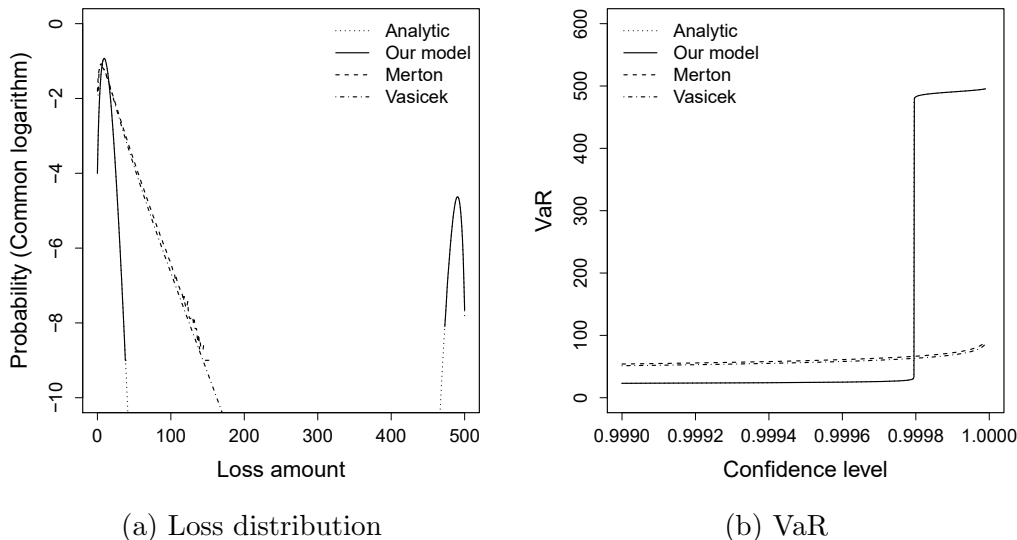 Probability (Common logarithm)
0
−2
−4
−6
−8
−10
Analytic
Our model
Merton
Vasicek
0 100 200 300 400 500
Loss amount
(a) Loss distribution
VaR
600
500
400
300
200
100
0
Analytic
Our model
Merton
Vasicek
0.9990 0.9992 0.9994 0.9996 0.9998 1.0000
Confidence level
(b) VaR